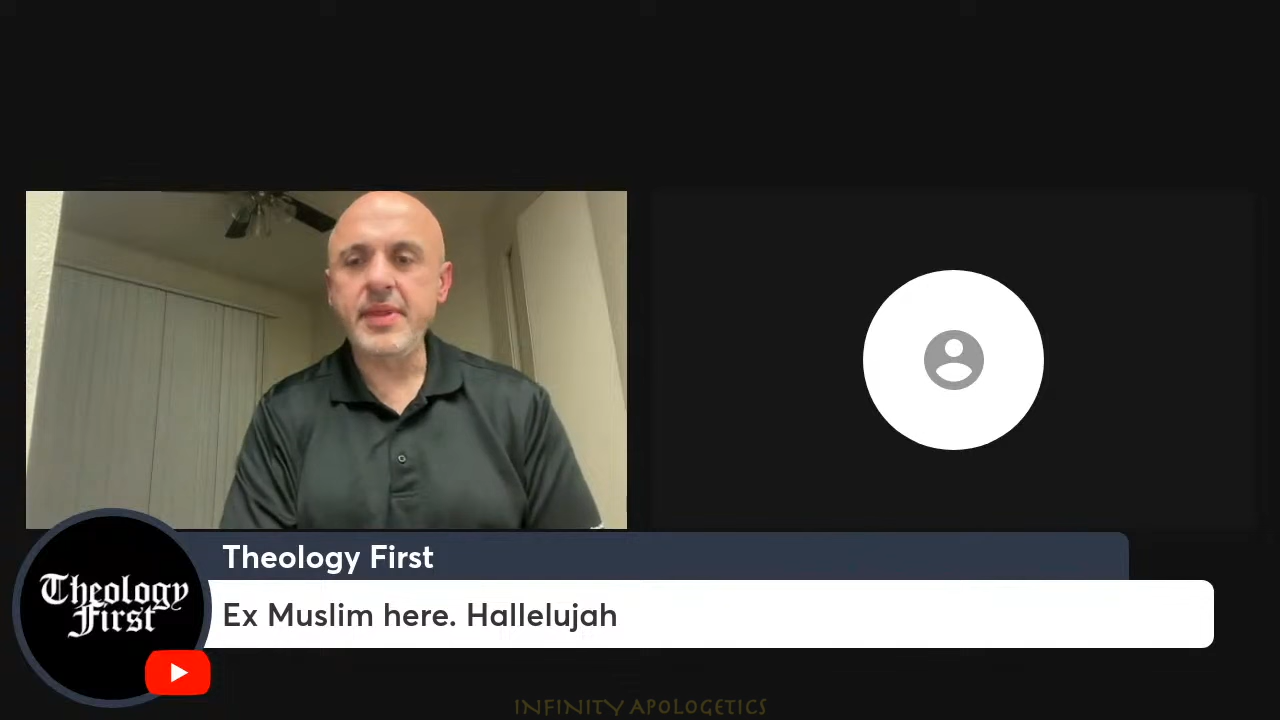 Theology First
Theology
First
Ex Muslim here. Hallelujah
INFINITY APOLOGETICS